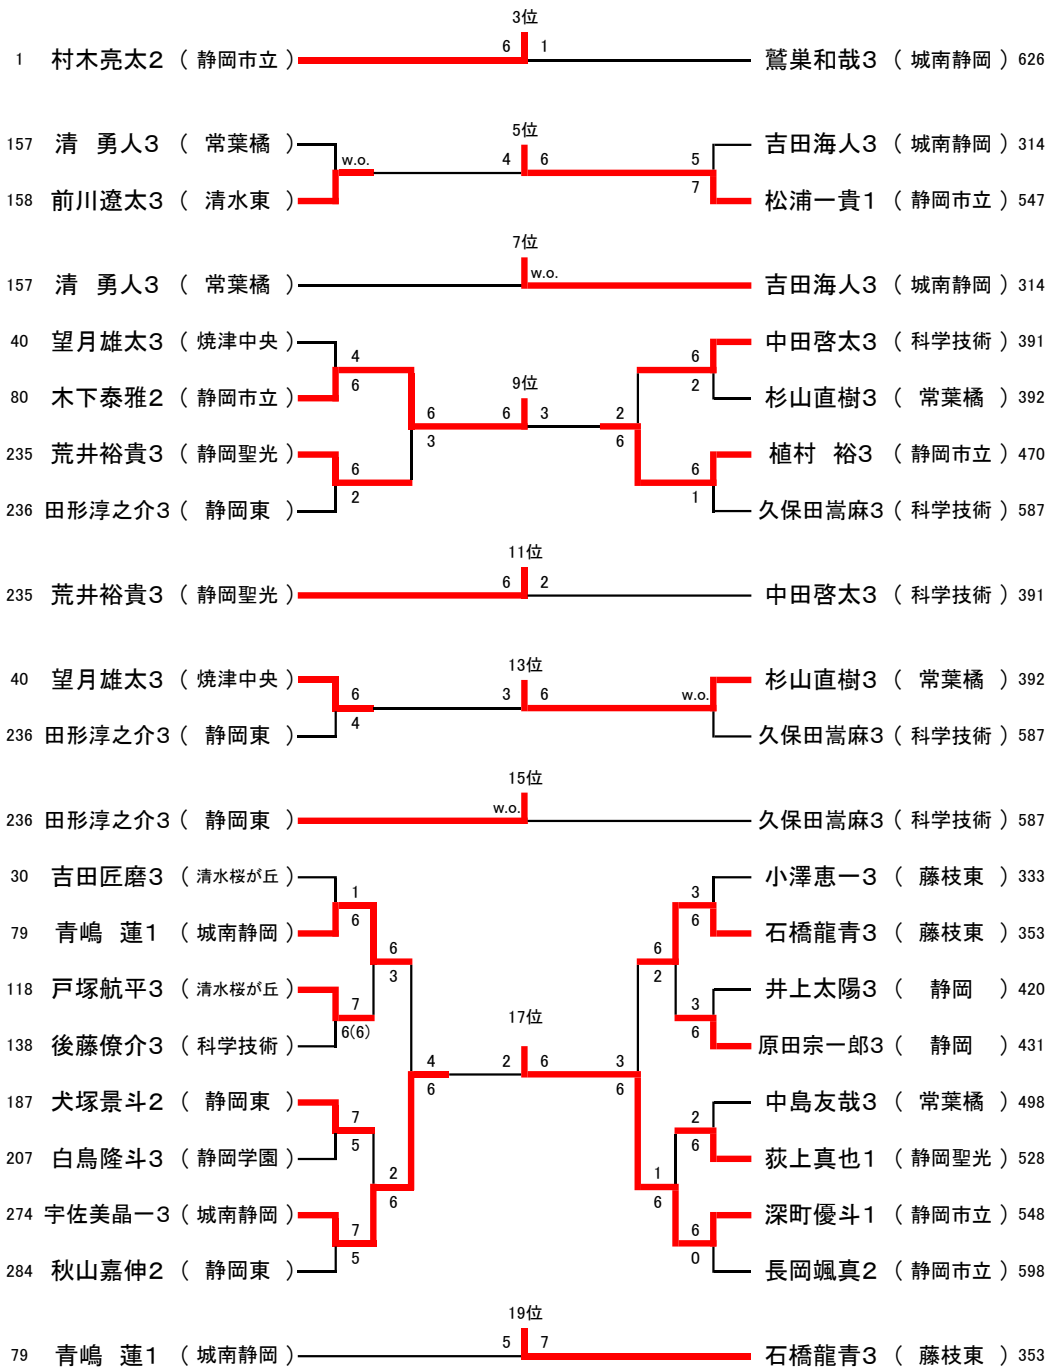 3位
6 1
1 村木亮太2 ( 静岡市立 ) 鷲巣和哉3 ( 城南静岡 ) 626
5位
157 清 勇人3 ( 常葉橘 ) w.o. 4 6 5 吉田海人3 ( 城南静岡 ) 314
158 前川遼太3 ( 清水東 ) 7 松浦一貴1 ( 静岡市立 ) 547
7位
w.o.
157 清 勇人3 ( 常葉橘 ) 吉田海人3 ( 城南静岡 ) 314
40 望月雄太3 ( 焼津中央 ) 中田啓太3 ( 科学技術 ) 391
4 6
6 9位 2
80 木下泰雅2 ( 静岡市立 ) 杉山直樹3 ( 常葉橘 ) 392
6 6 3 2
3 6
235 荒井裕貴3 ( 静岡聖光 ) 植村 裕3 ( 静岡市立 ) 470
6 6
2 1
236 田形淳之介3 ( 静岡東 ) 久保田嵩麻3 ( 科学技術 ) 587
11位
6 2
235 荒井裕貴3 ( 静岡聖光 ) 中田啓太3 ( 科学技術 ) 391
13位
40 望月雄太3 ( 焼津中央 ) 杉山直樹3 ( 常葉橘 ) 392
6 3 6 w.o.
4
236 田形淳之介3 ( 静岡東 ) 久保田嵩麻3 ( 科学技術 ) 587
15位
w.o.
236 田形淳之介3 ( 静岡東 ) 久保田嵩麻3 ( 科学技術 ) 587
30 吉田匠磨3 ( 清水桜が丘 ) 小澤恵一3 ( 藤枝東 ) 333
1 3
6 6
79 青嶋 蓮1 ( 城南静岡 ) 石橋龍青3 ( 藤枝東 ) 353
6 6
3 2
118 戸塚航平3 ( 清水桜が丘 ) 井上太陽3 ( 静岡 ) 420
7 3
6(6) 17位 6
138 後藤僚介3 ( 科学技術 ) 原田宗一郎3 ( 静岡 ) 431
4 2 6 3
6 6
187 犬塚景斗2 ( 静岡東 ) 中島友哉3 ( 常葉橘 ) 498
7 2
5 6
207 白鳥隆斗3 ( 静岡学園 ) 荻上真也1 ( 静岡聖光 ) 528
2 1
6 6
274 宇佐美晶一3 ( 城南静岡 ) 深町優斗1 ( 静岡市立 ) 548
7 6
5 0
284 秋山嘉伸2 ( 静岡東 ) 長岡颯真2 ( 静岡市立 ) 598
19位
5 7
79 青嶋 蓮1 ( 城南静岡 ) 石橋龍青3 ( 藤枝東 ) 353